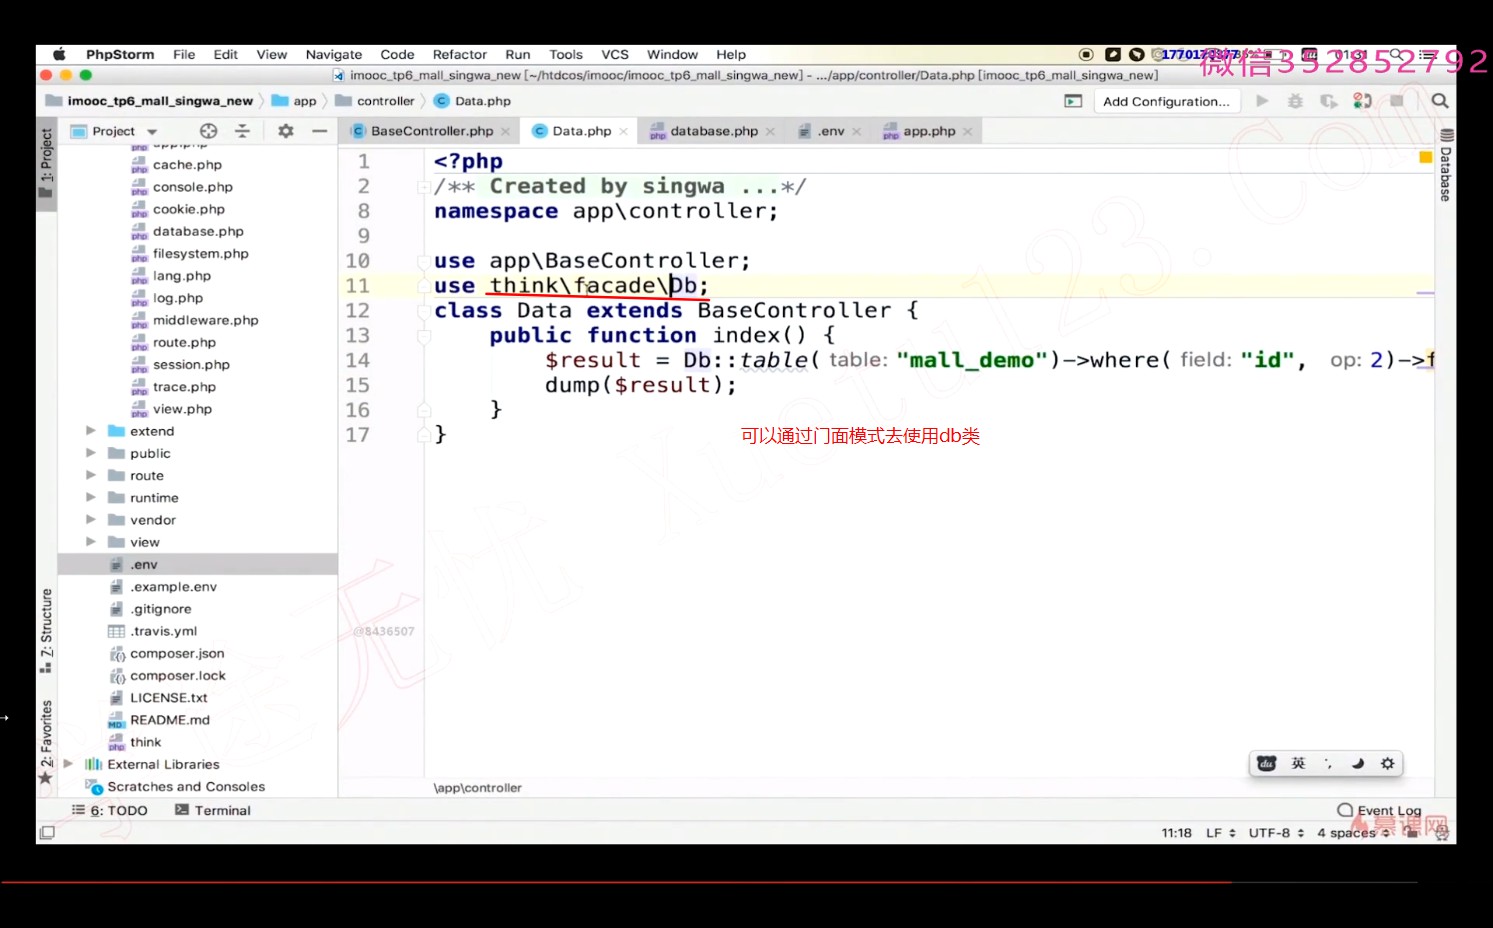 PhpStorm File Edit View Navigate Code Refactor Run Tools VCS Window Help
微信352852792
imooc_tp6_mall_singwa_new [~/htdcos/imooc/imooc_tp6_mall_singwa_new] - .../app/controller/Data.php [imooc_tp6_mall_singwa_new]
imooc_tp6_mall_singwa_new app controller Data.php
Add Configuration...
Project
BaseController.php Data.php database.php .env app.php
1: Project
Database
cache.php
console.php
cookie.php
database.php
filesystem.php
lang.php
log.php
middleware.php
route.php
session.php
trace.php
view.php
extend
public
route
runtime
vendor
view
.env
.example.env
.gitignore
.travis.yml
composer.json
composer.lock
LICENSE.txt
README.md
think
External Libraries
Scratches and Consoles
Z: Structure
2: Favorites
1 <?php
2 /** Created by singwa ...*/
8 namespace app\controller;
9
10 use app\BaseController;
11 use think\facade\Db;
12 class Data extends BaseController {
13 public function index() {
14 $result = Db::table( table: "mall_demo")->where( field: "id", op: 2)->f
15 dump($result);
16 }
17 }
可以通过门面模式去使用db类
@8436507
英
\app\controller
6: TODO Terminal
Event Log
11:18 LF UTF-8 4 spaces
慕课网